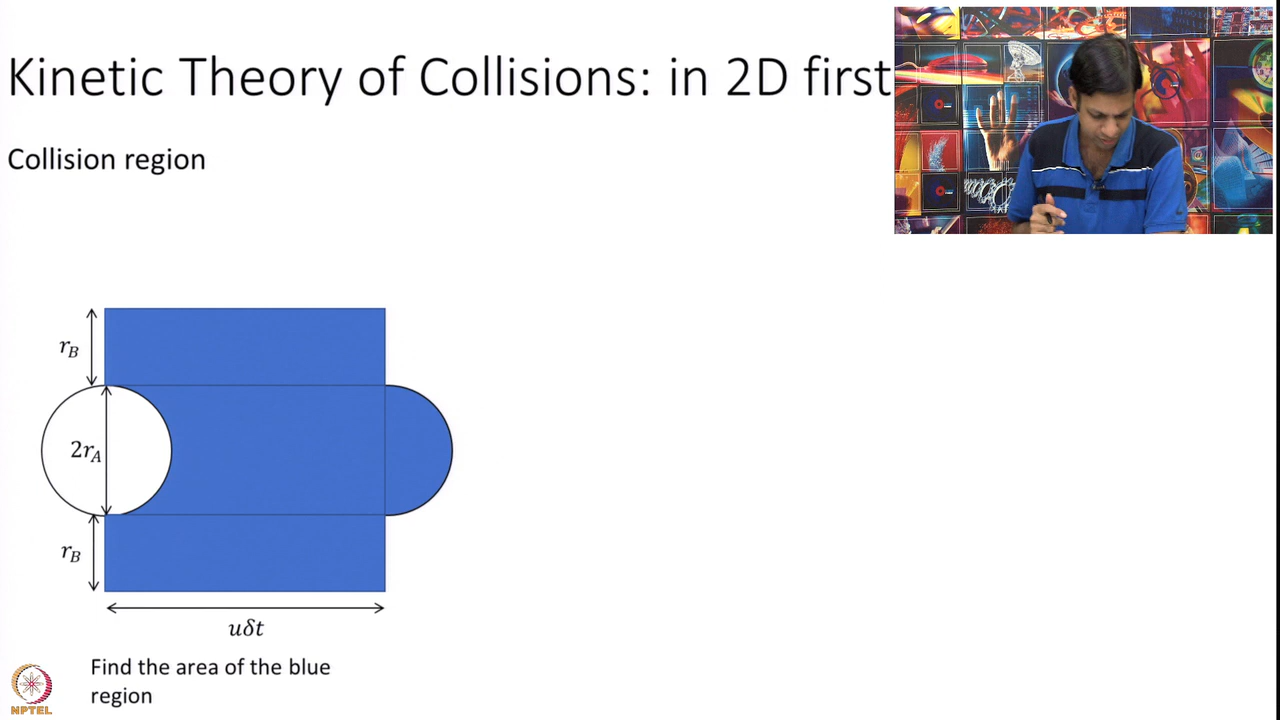 Kinetic Theory of Collisions: in 2D first
Collision region
r_B
2r_A
r_B
uδt
Find the area of the blue
region
NPTEL